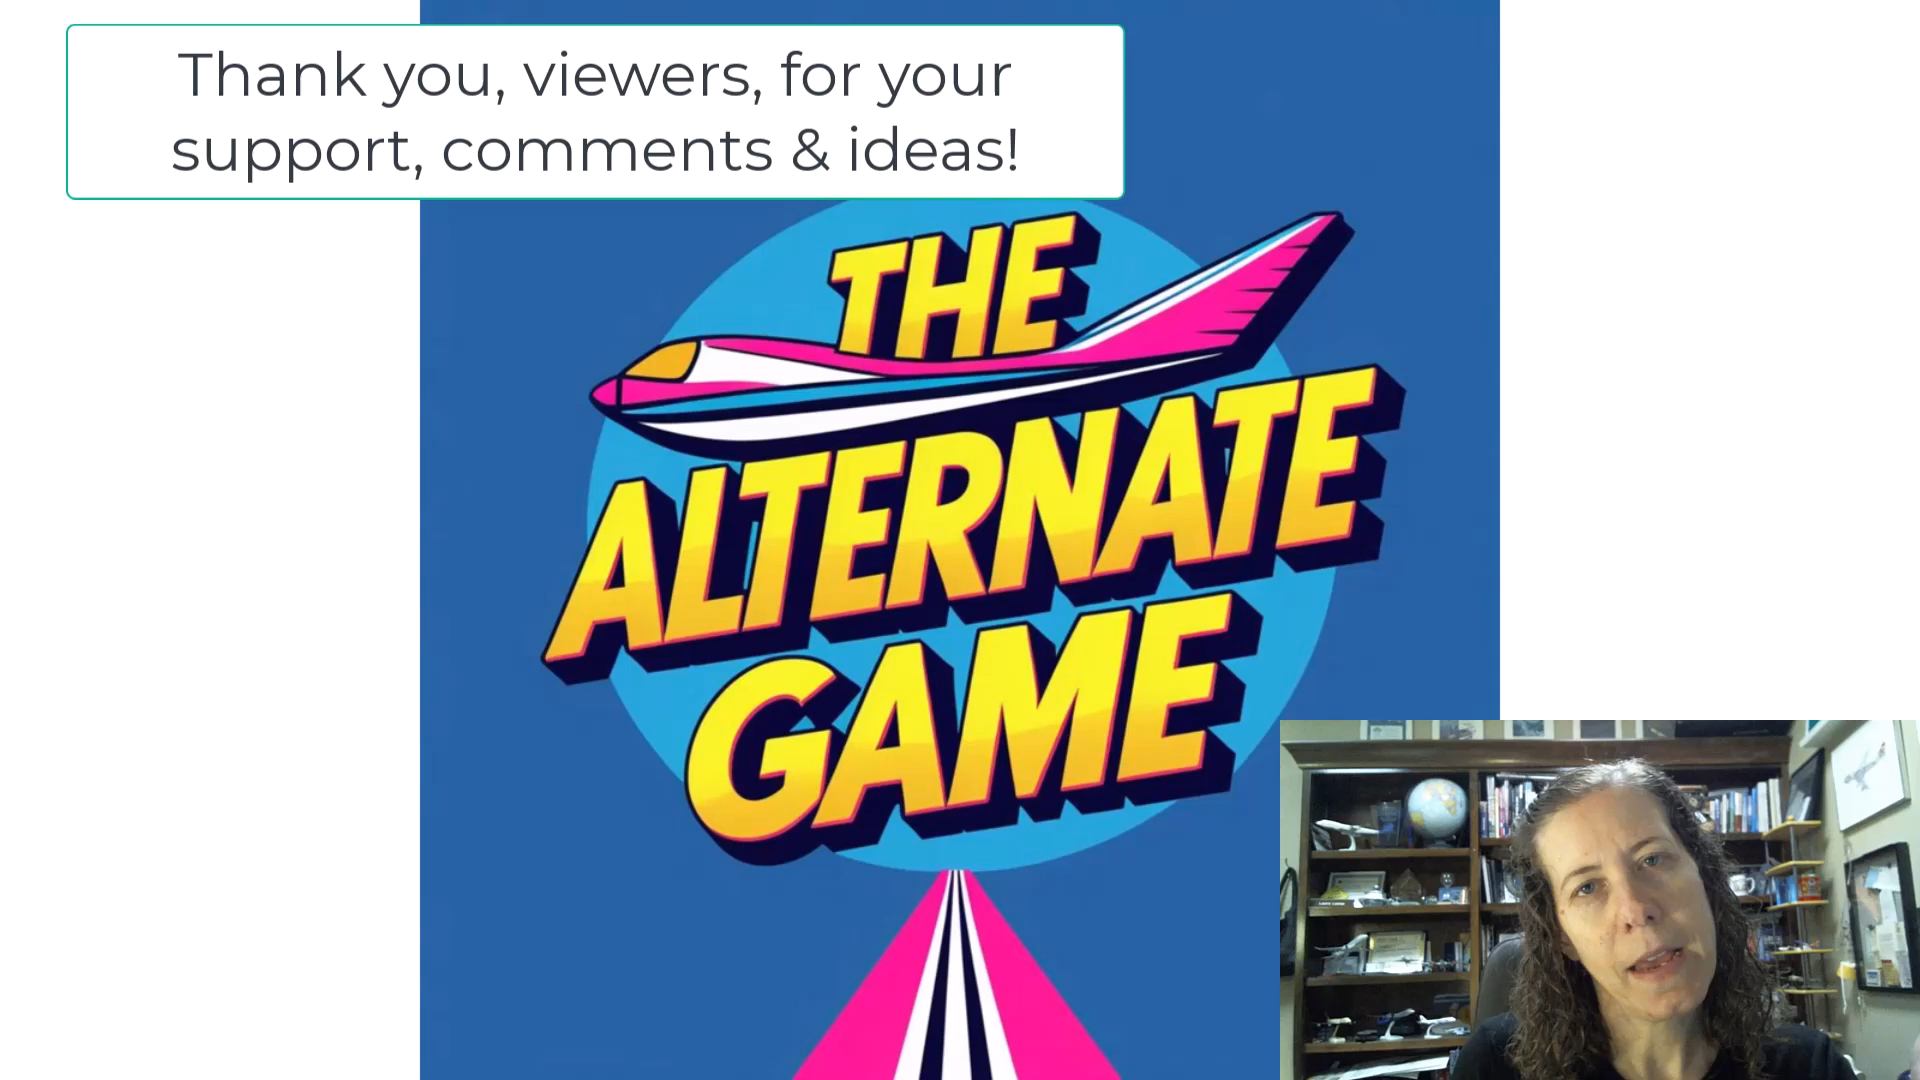 Thank you, viewers, for your
support, comments & ideas!
THE
ALTERNATE
GAME